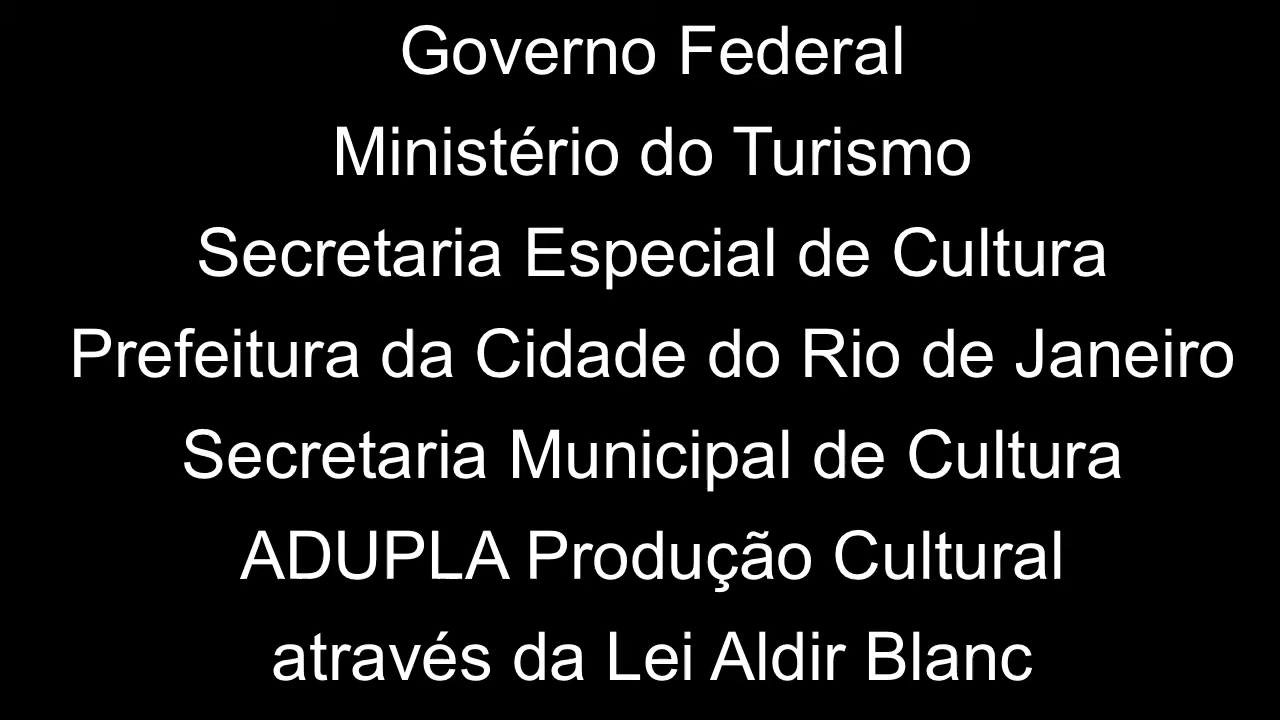 Governo Federal
Ministério do Turismo
Secretaria Especial de Cultura
Prefeitura da Cidade do Rio de Janeiro
Secretaria Municipal de Cultura
ADUPLA Produção Cultural
através da Lei Aldir Blanc